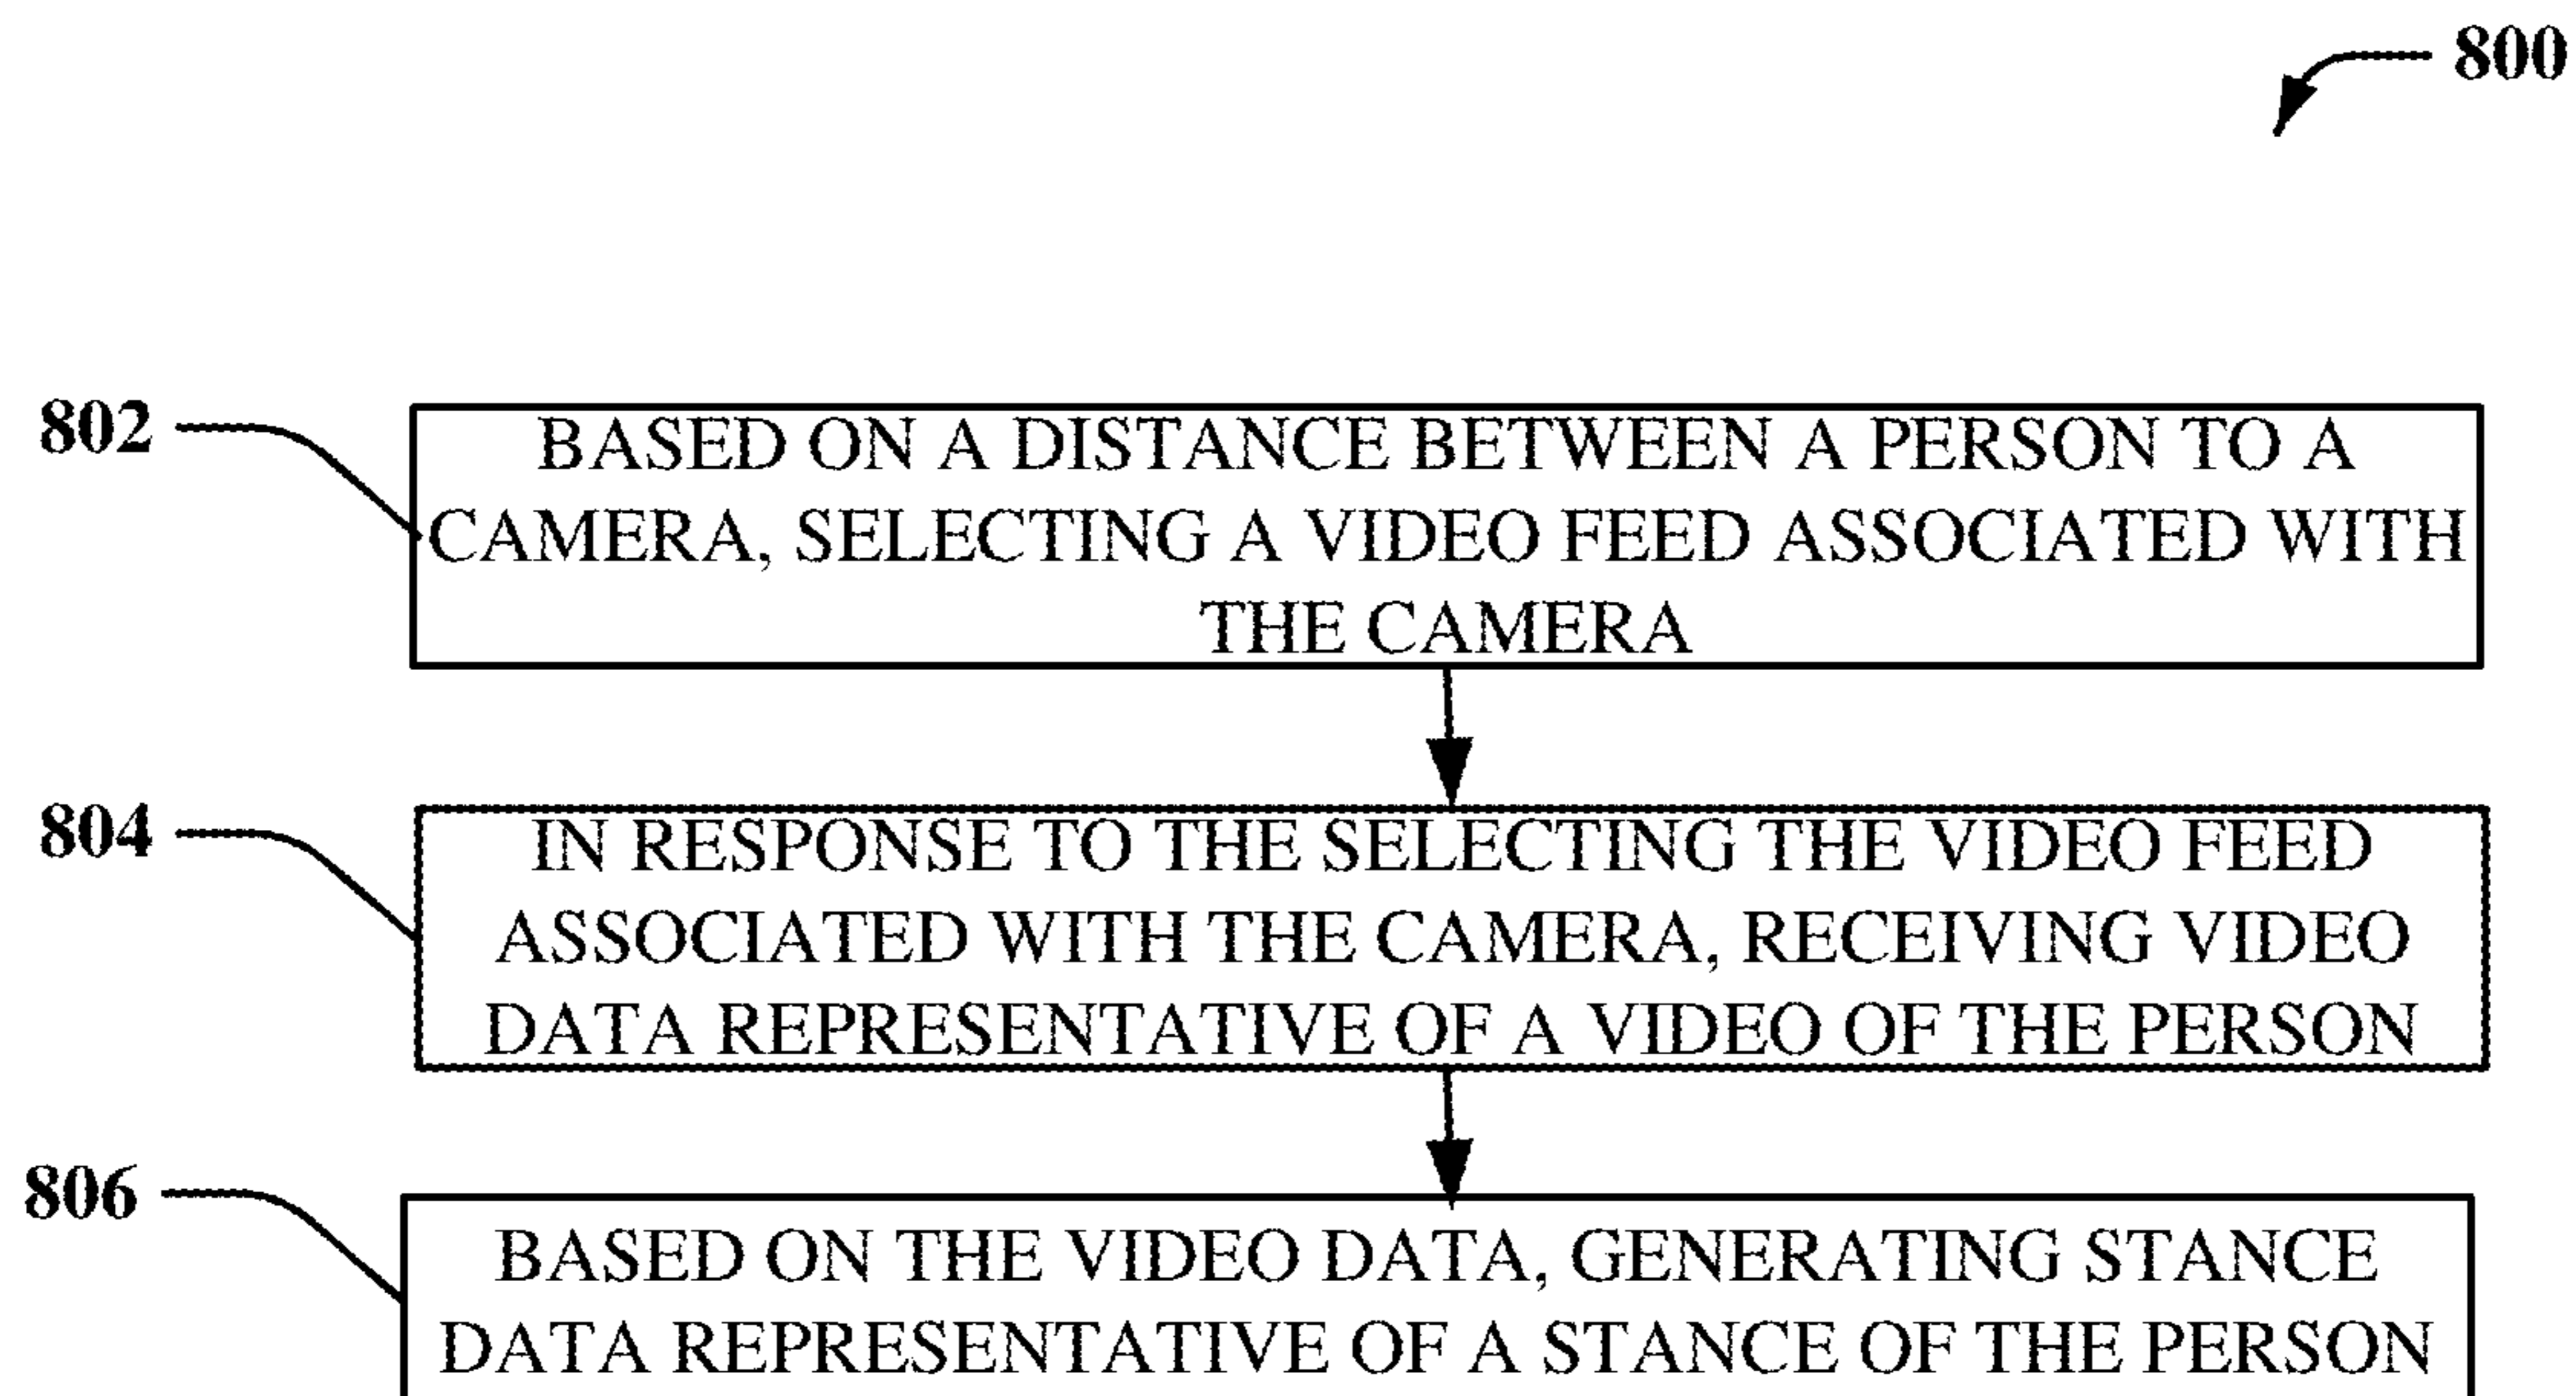 800
802
BASED ON A DISTANCE BETWEEN A PERSON TO A
CAMERA, SELECTING A VIDEO FEED ASSOCIATED WITH
THE CAMERA
804
IN RESPONSE TO THE SELECTING THE VIDEO FEED
ASSOCIATED WITH THE CAMERA, RECEIVING VIDEO
DATA REPRESENTATIVE OF A VIDEO OF THE PERSON
806
BASED ON THE VIDEO DATA, GENERATING STANCE
DATA REPRESENTATIVE OF A STANCE OF THE PERSON